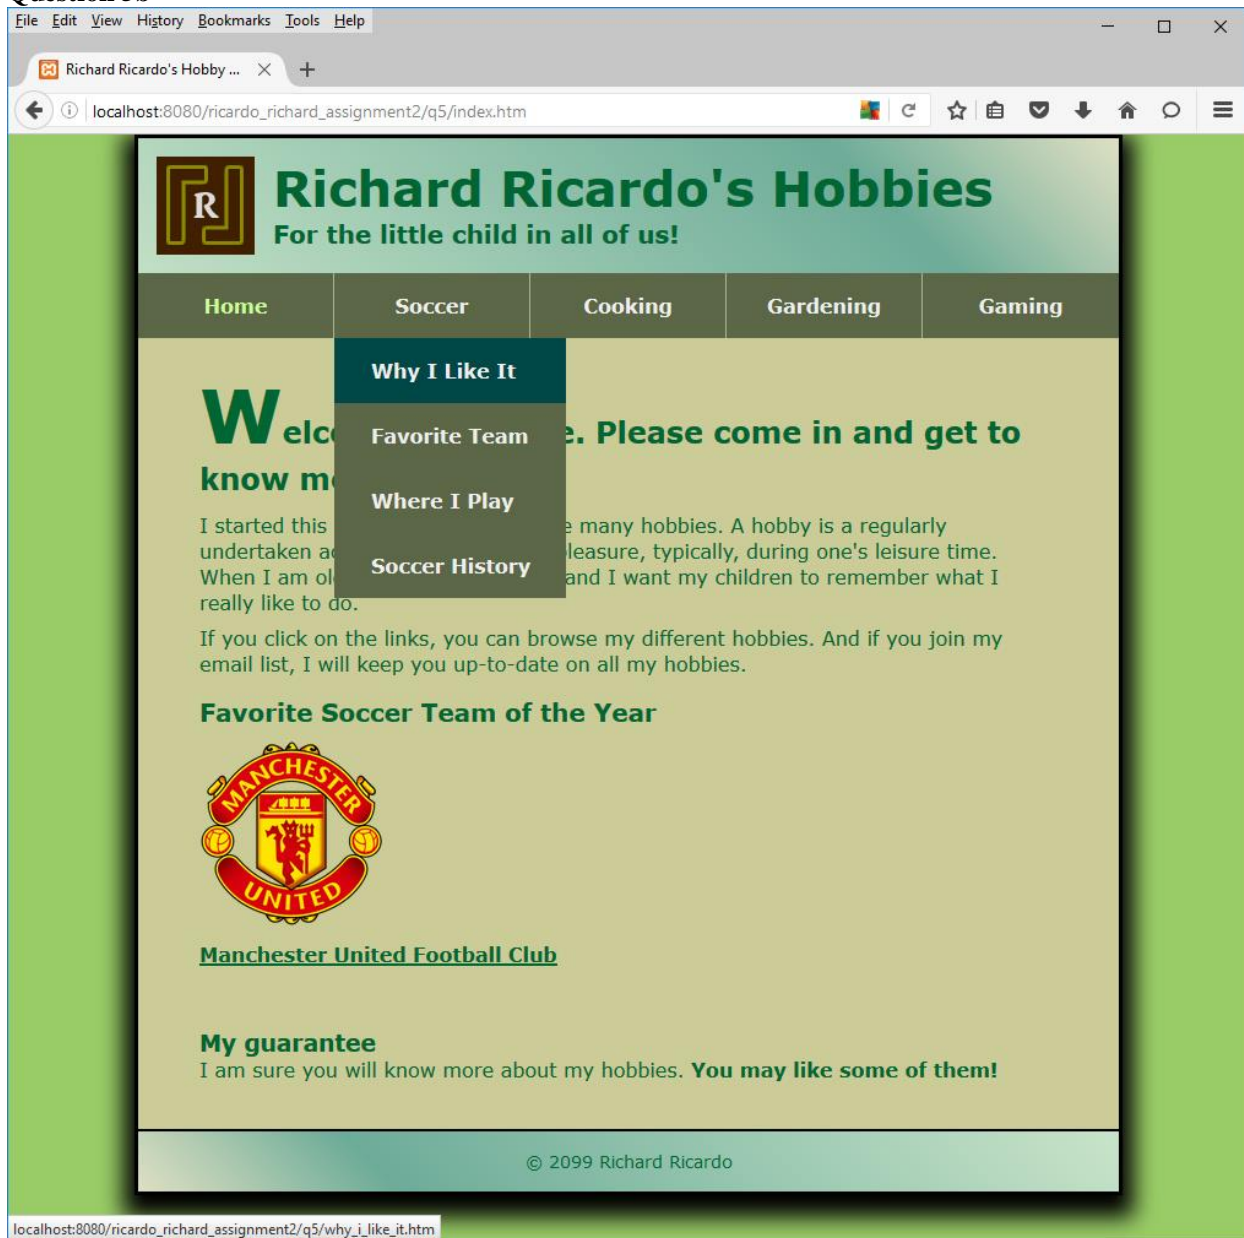 File Edit View History Bookmarks Tools Help
Richard Ricardo's Hobby ...
localhost:8080/ricardo_richard_assignment2/q5/index.htm
R
Richard Ricardo's Hobbies
For the little child in all of us!
Home Soccer Cooking Gardening Gaming
Why I Like It
Favorite Team
Where I Play
Soccer History
e. Please come in and get to
know
I started this many hobbies. A hobby is a regularly
undertaken typically, during one's leisure time.
When I am and I want my children to remember what I
really like to do.
If you click on the links, you can browse my different hobbies. And if you join my
email list, I will keep you up-to-date on all my hobbies.
Favorite Soccer Team of the Year
MANCHESTER
UNITED
Manchester United Football Club
My guarantee
I am sure you will know more about my hobbies. You may like some of them!
© 2099 Richard Ricardo
localhost:8080/ricardo_richard_assignment2/q5/why_i_like_it.htm